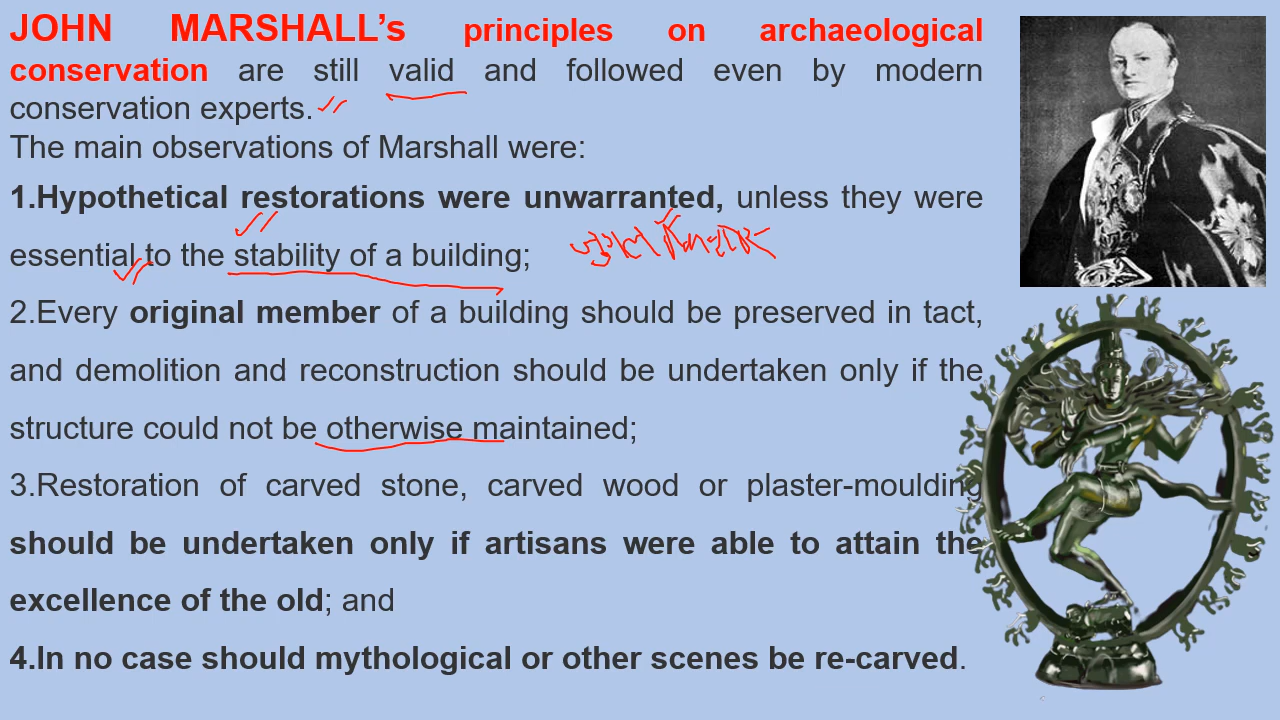 JOHN MARSHALL’s principles on archaeological
conservation are still valid and followed even by modern
conservation experts.
The main observations of Marshall were:
1.Hypothetical restorations were unwarranted, unless they were
essential to the stability of a building;
2.Every original member of a building should be preserved in tact,
and demolition and reconstruction should be undertaken only if the
structure could not be otherwise maintained;
3.Restoration of carved stone, carved wood or plaster-moulding
should be undertaken only if artisans were able to attain the
excellence of the old; and
4.In no case should mythological or other scenes be re-carved.